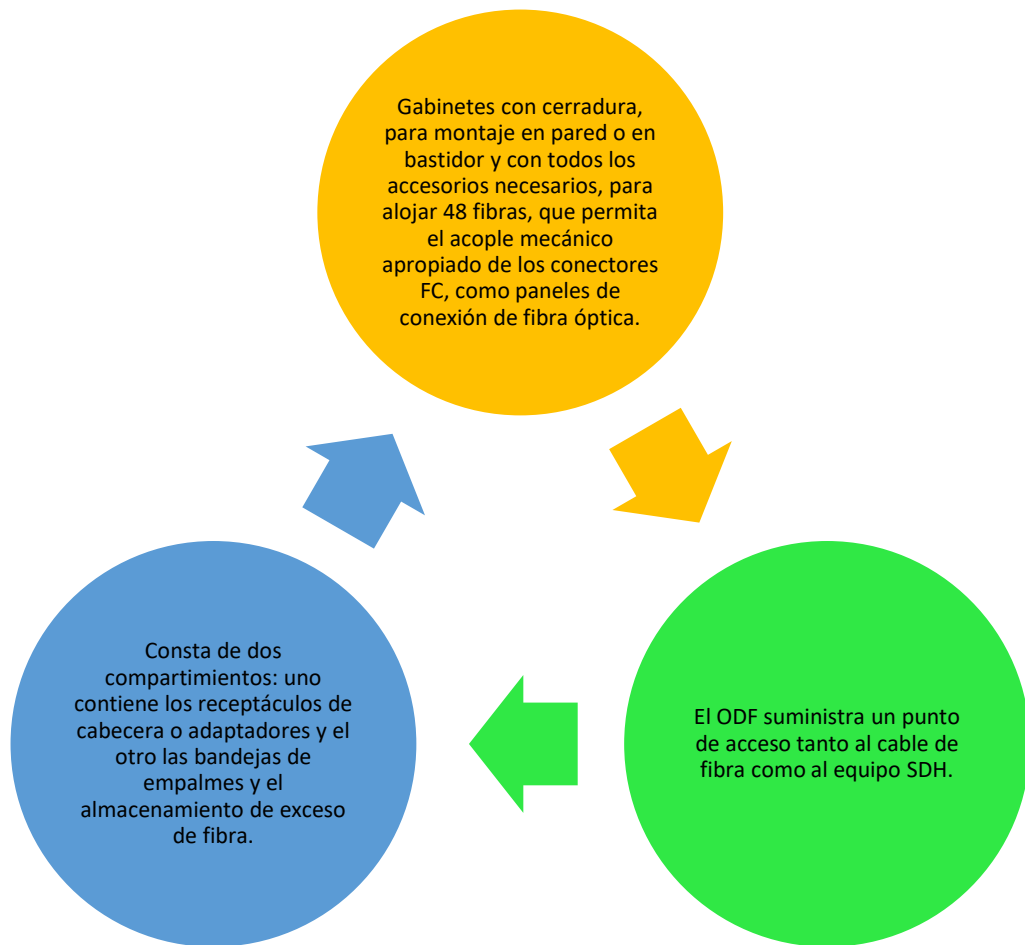 Gabinetes con cerradura,
para montaje en pared o en
bastidor y con todos los
accesorios necesarios, para
alojar 48 fibras, que permita
el acople mecánico
apropiado de los conectores
FC, como paneles de
conexión de fibra óptica.
El ODF suministra un punto
de acceso tanto al cable de
fibra como al equipo SDH.
Consta de dos
compartimientos: uno
contiene los receptáculos de
cabecera o adaptadores y el
otro las bandejas de
empalmes y el
almacenamiento de exceso
de fibra.